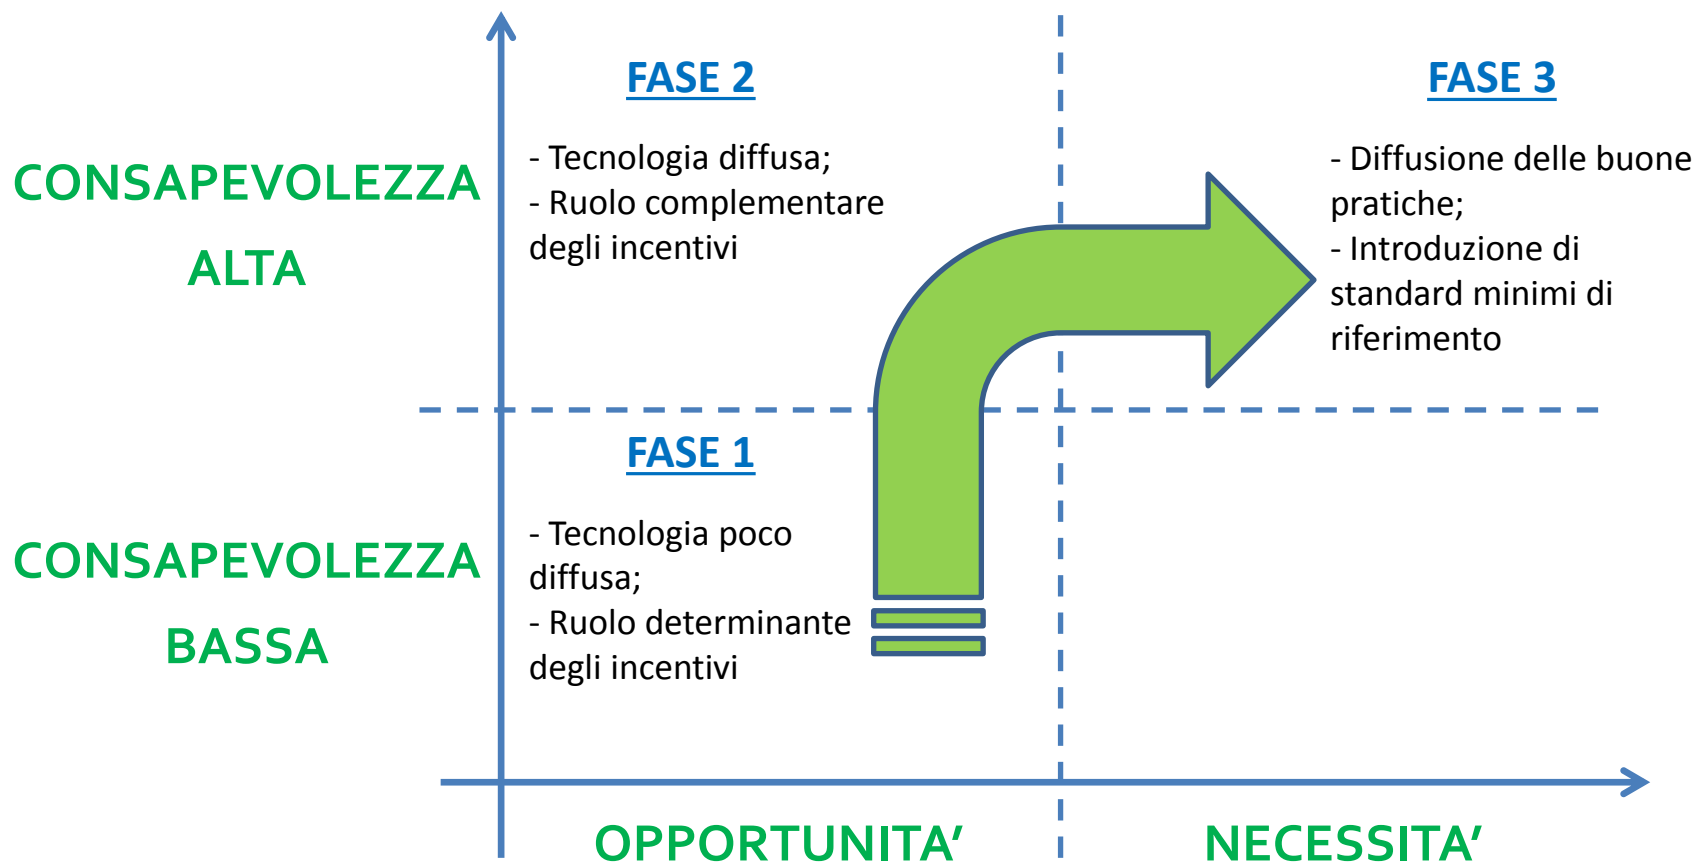 FASE 2
FASE 3
CONSAPEVOLEZZA
ALTA
- Tecnologia diffusa;
- Ruolo complementare
degli incentivi
- Diffusione delle buone
pratiche;
- Introduzione di
standard minimi di
riferimento
FASE 1
CONSAPEVOLEZZA
BASSA
- Tecnologia poco
diffusa;
- Ruolo determinante
degli incentivi
OPPORTUNITA’
NECESSITA’